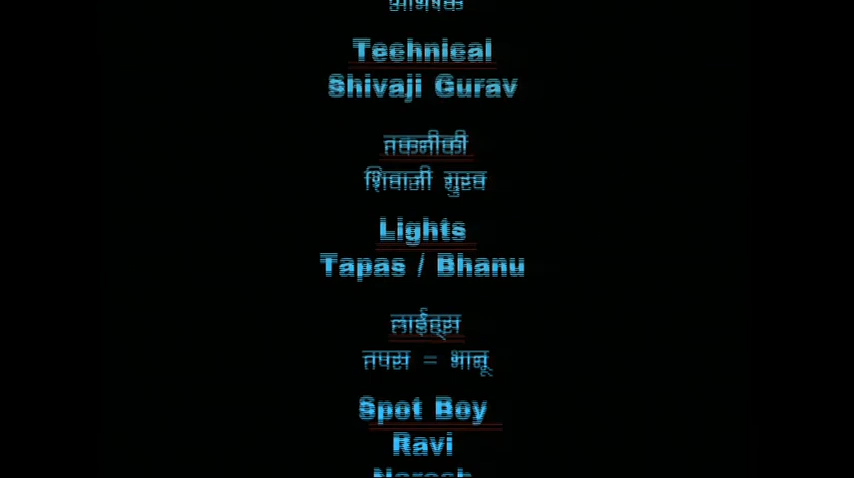 Technical
Shivaji Gurav
तकनीकी
शिवाजी गुरव
Lights
Tapas / Bhanu
लाईट्स
तपस = भानू
Spot Boy
Ravi